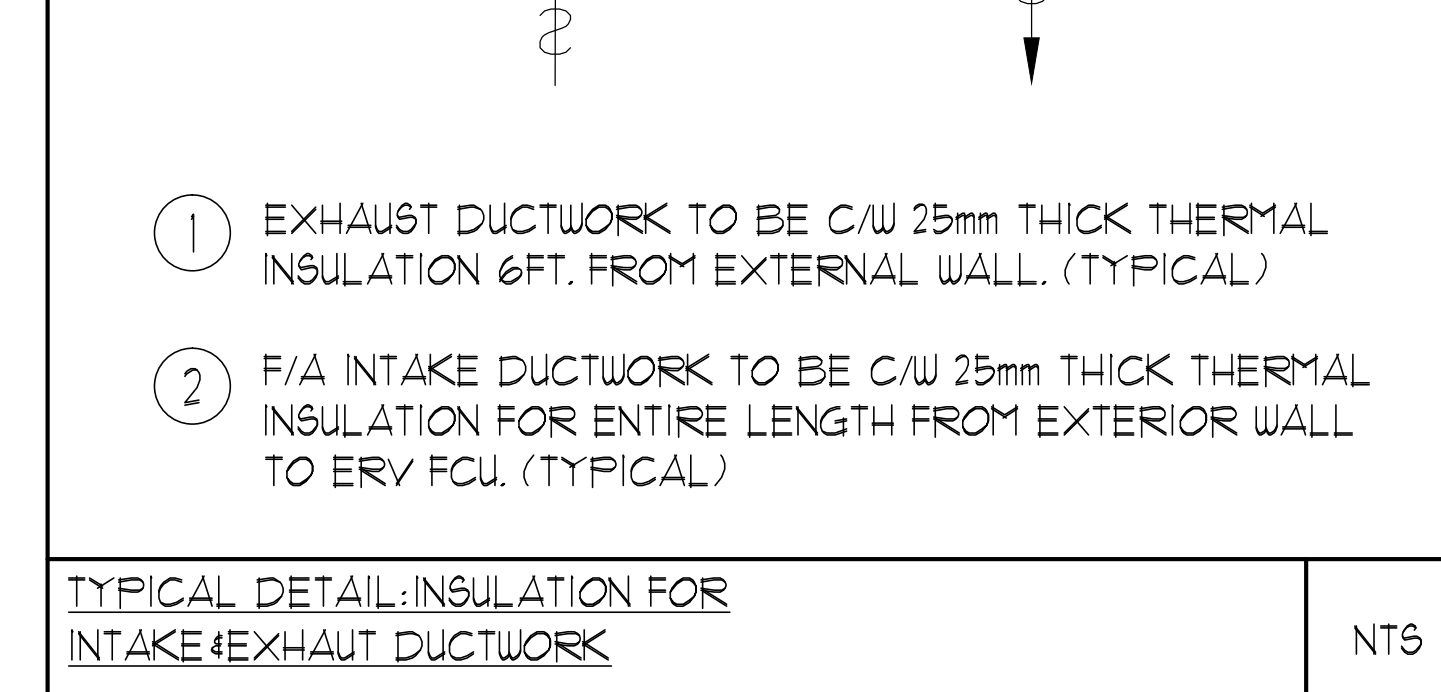 1 EXHAUST DUCTWORK TO BE C/W 25mm THICK THERMAL
INSULATION 6FT. FROM EXTERNAL WALL. (TYPICAL)
2 F/A INTAKE DUCTWORK TO BE C/W 25mm THICK THERMAL
INSULATION FOR ENTIRE LENGTH FROM EXTERIOR WALL
TO ERV FCU. (TYPICAL)
TYPICAL DETAIL:INSULATION FOR
INTAKE&EXHAUT DUCTWORK
NTS